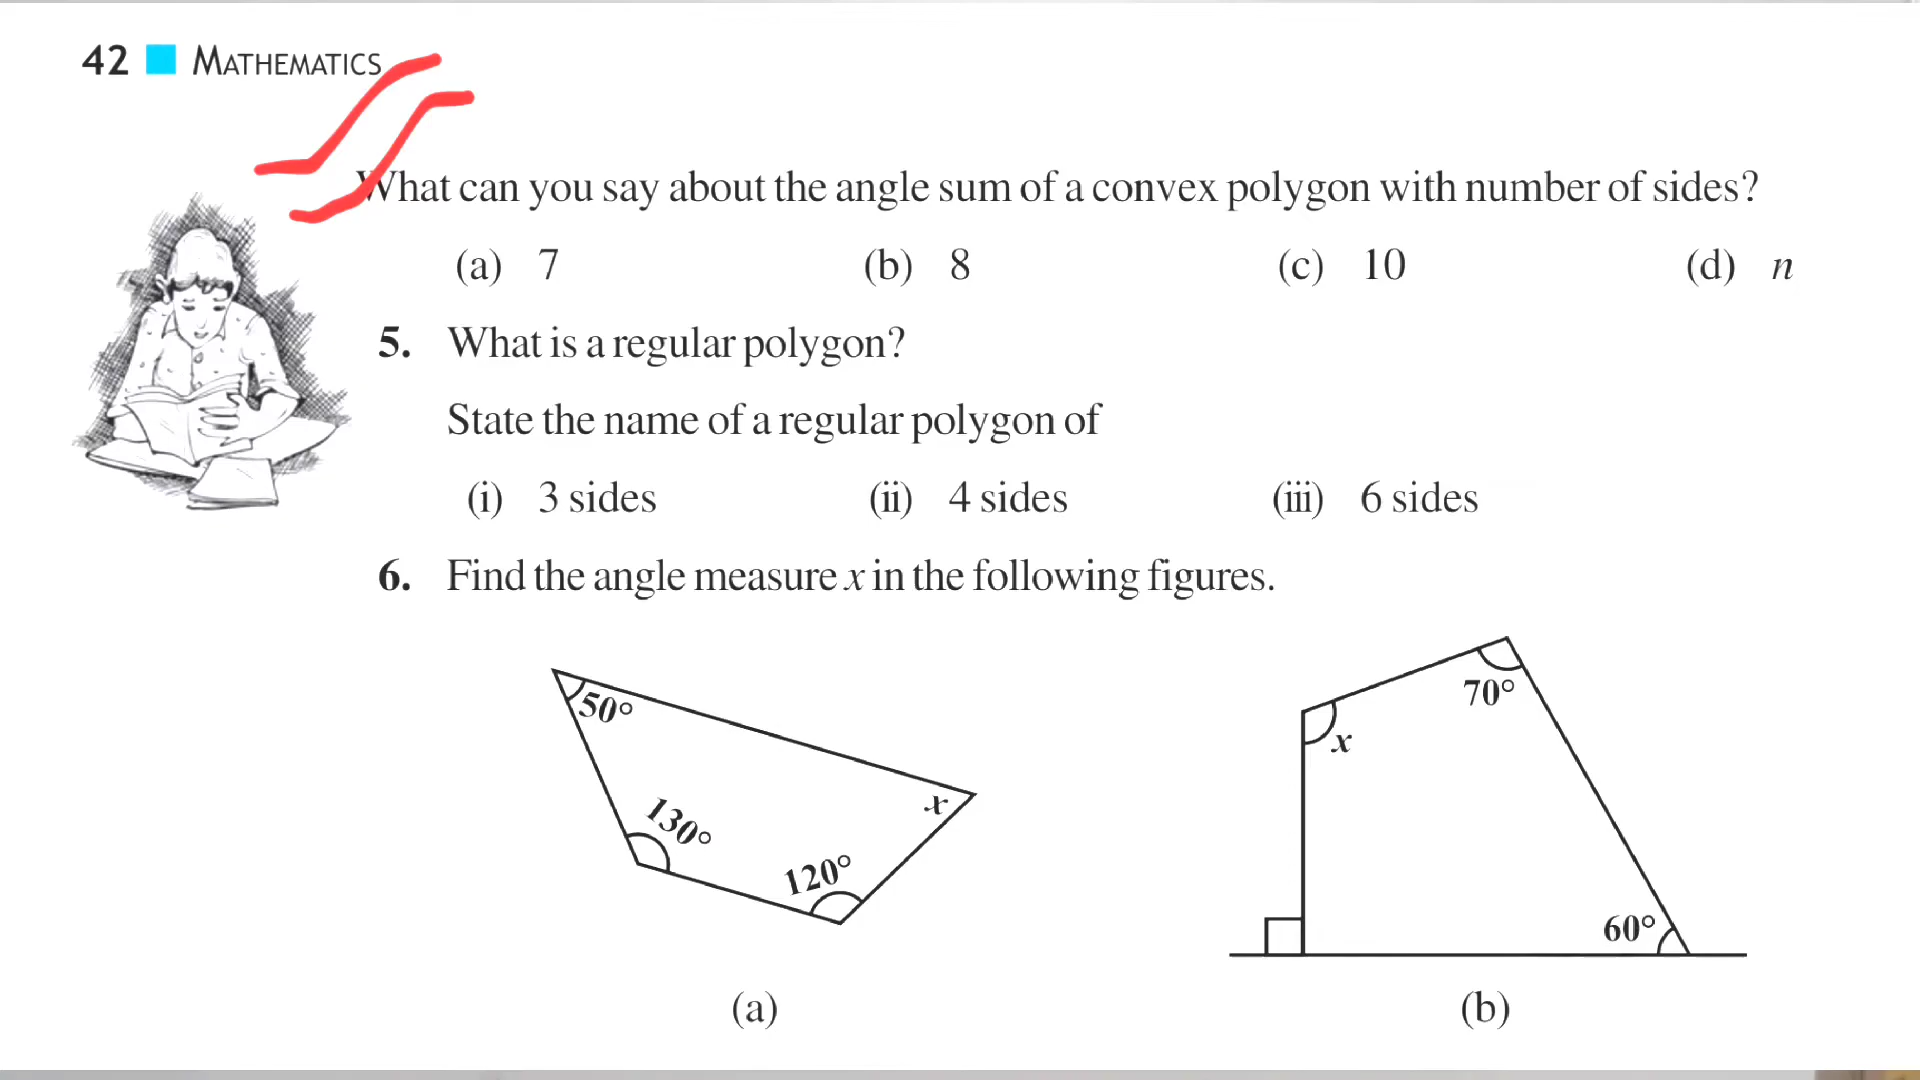 42 MATHEMATICS
What can you say about the angle sum of a convex polygon with number of sides?
(a) 7 (b) 8 (c) 10 (d) n
5. What is a regular polygon?
State the name of a regular polygon of
(i) 3 sides (ii) 4 sides (iii) 6 sides
6. Find the angle measure x in the following figures.
50° 130° 120° x
70° x 60°
(a) (b)